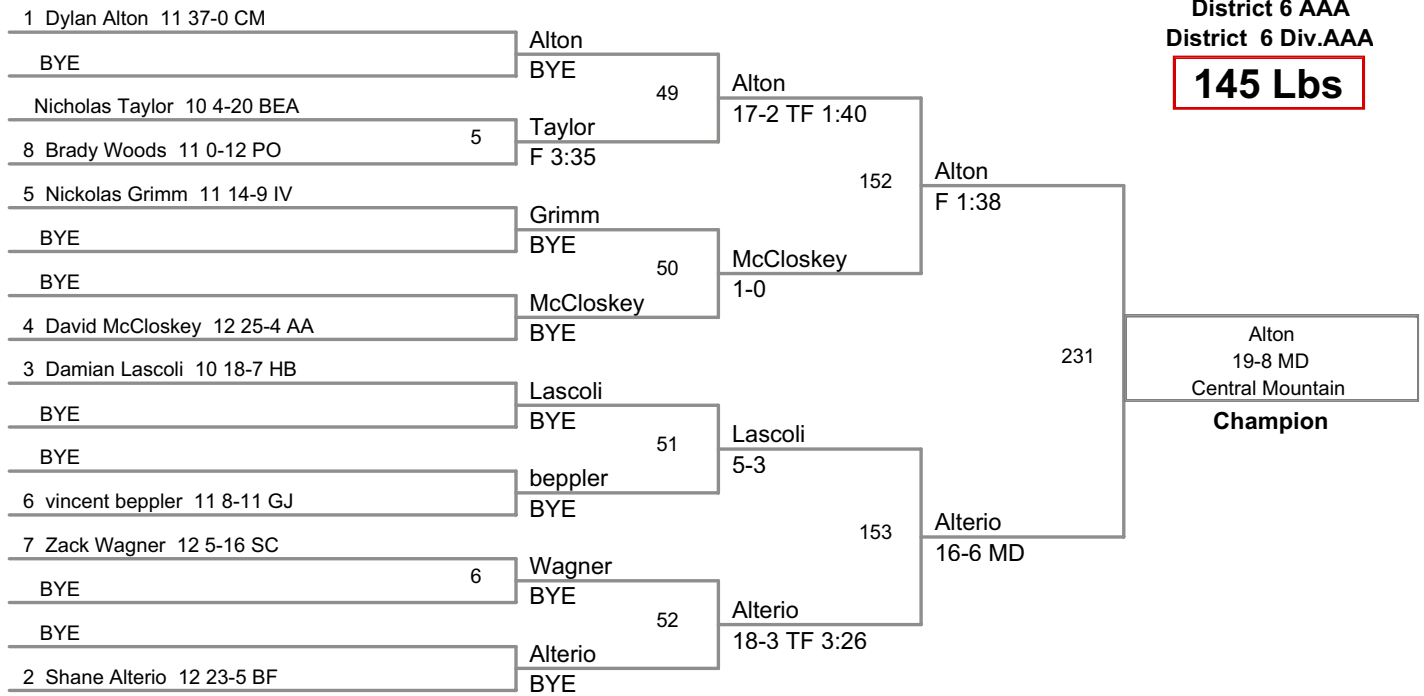 District 6 AAA
District 6 Div.AAA
145 Lbs
1 Dylan Alton 11 37-0 CM
BYE
Nicholas Taylor 10 4-20 BEA
8 Brady Woods 11 0-12 PO
5 Nickolas Grimm 11 14-9 IV
BYE
BYE
4 David McCloskey 12 25-4 AA
3 Damian Lascoli 10 18-7 HB
BYE
BYE
6 vincent beppler 11 8-11 GJ
7 Zack Wagner 12 5-16 SC
BYE
BYE
2 Shane Alterio 12 23-5 BF
5
6
Alton
BYE
Taylor
F 3:35
Grimm
BYE
McCloskey
BYE
Lascoli
BYE
beppler
BYE
Wagner
BYE
Alterio
BYE
49
50
51
52
Alton
17-2 TF 1:40
McCloskey
1-0
Lascoli
5-3
Alterio
18-3 TF 3:26
152
153
Alton
F 1:38
Alterio
16-6 MD
231
Alton
19-8 MD
Central Mountain
Champion